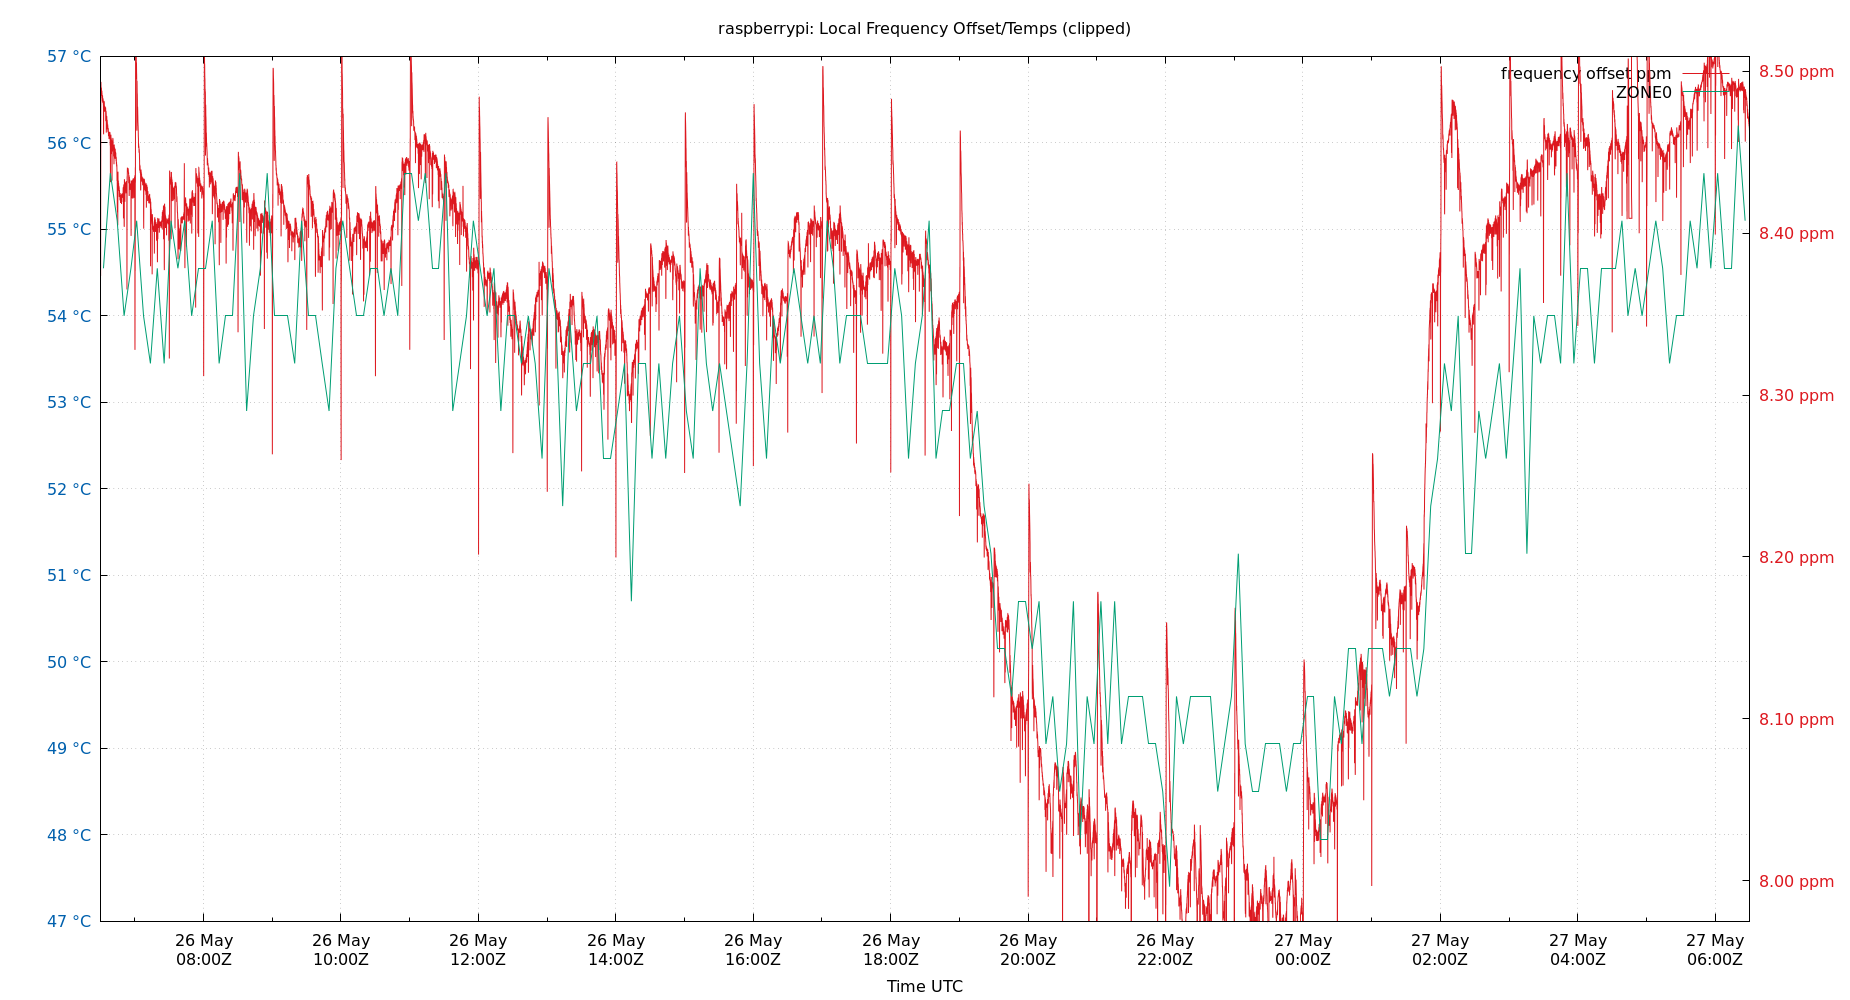 raspberrypi: Local Frequency Offset/Temps (clipped)
57 °C
56 °C
55 °C
54 °C
53 °C
52 °C
51 °C
50 °C
49 °C
48 °C
47 °C
8.50 ppm
8.40 ppm
8.30 ppm
8.20 ppm
8.10 ppm
8.00 ppm
frequency offset ppm
ZONE0
26 May 08:00Z
26 May 10:00Z
26 May 12:00Z
26 May 14:00Z
26 May 16:00Z
26 May 18:00Z
26 May 20:00Z
26 May 22:00Z
27 May 00:00Z
27 May 02:00Z
27 May 04:00Z
27 May 06:00Z
Time UTC